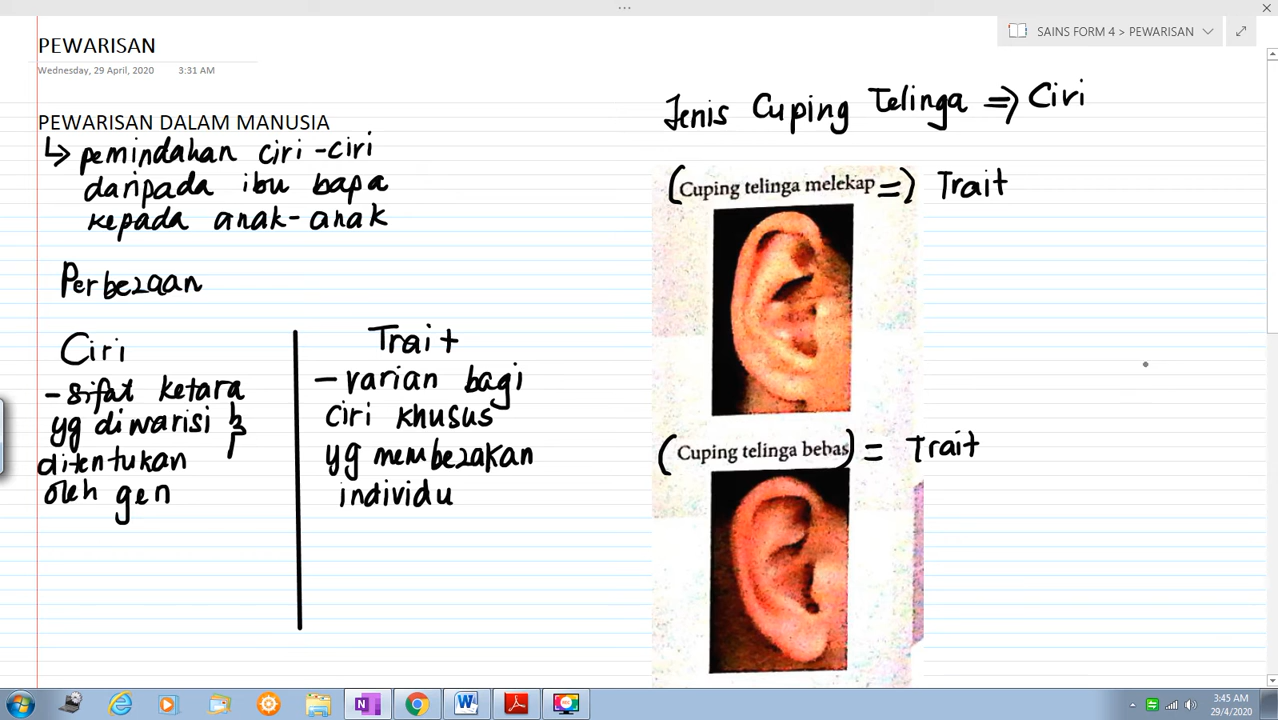 SAINS FORM 4 > PEWARISAN
PEWARISAN
Wednesday, 29 April, 2020 3:31 AM
PEWARISAN DALAM MANUSIA
↳ pemindahan ciri-ciri
daripada ibu bapa
kepada anak-anak
Perbezaan
Ciri
- sifat ketara
yg diwarisi &
ditentukan
oleh gen
Trait
- varian bagi
ciri khusus
yg membezakan
individu
Jenis Cuping Telinga => Ciri
(Cuping telinga melekap =>) Trait
(Cuping telinga bebas) = Trait
3:45 AM
29/4/2020